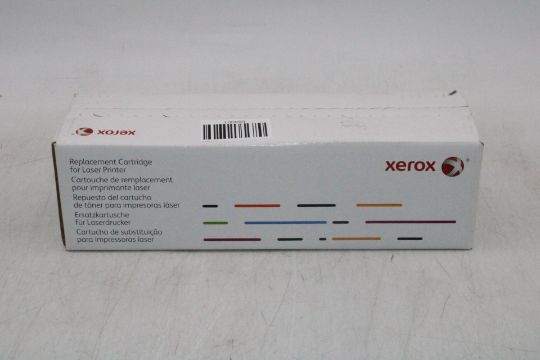 xerox
xerox
Replacement Cartridge
for Laser Printer
Cartouche de remplacement
pour imprimante laser
Repuesto del cartucho
de tóner para impresoras láser
Ersatzkartusche
Für Laserdrucker
Cartucho de substituição
para impressoras laser